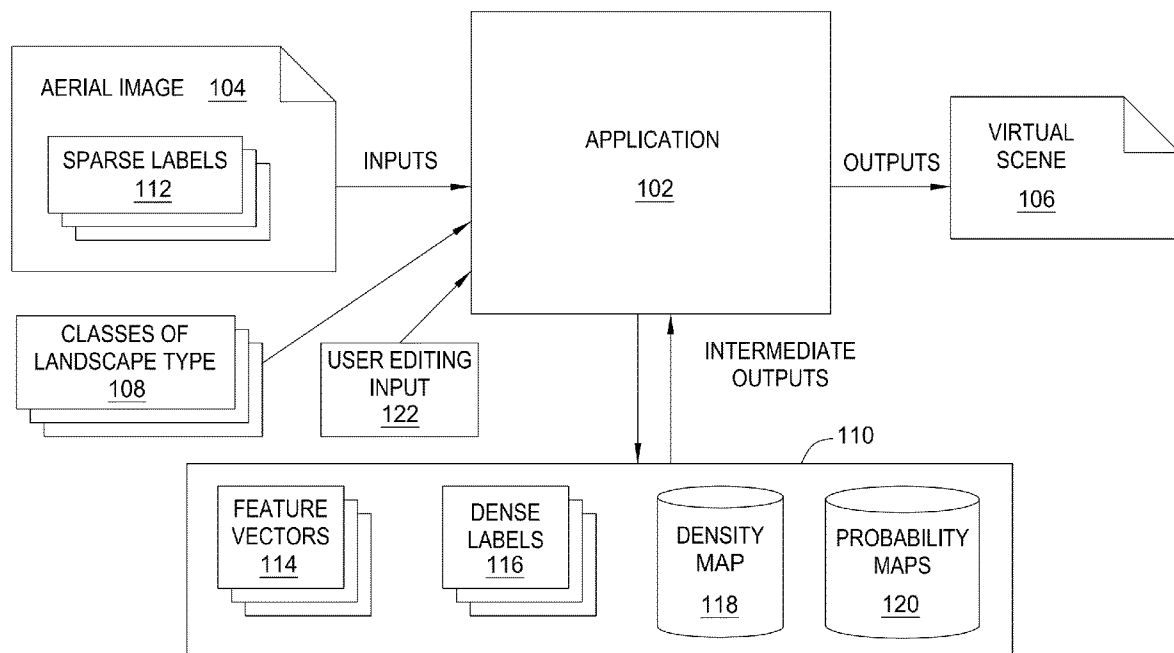 AERIAL IMAGE 104
SPARSE LABELS
112
INPUTS
APPLICATION
102
OUTPUTS
VIRTUAL
SCENE
106
CLASSES OF
LANDSCAPE TYPE
108
USER EDITING
INPUT
122
INTERMEDIATE
OUTPUTS
110
FEATURE
VECTORS
114
DENSE
LABELS
116
DENSITY
MAP
118
PROBABILITY
MAPS
120